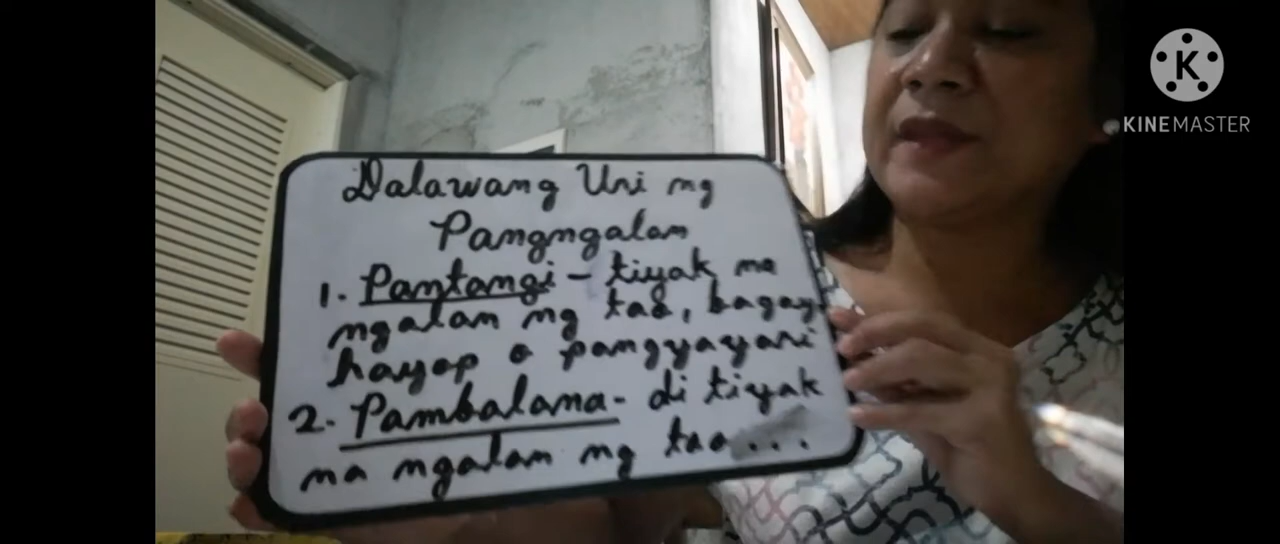 Dalawang Uri ng
Pangngalan
1. Pantangi - tiyak na
ngalan ng tao, bagay,
hayop o pangyayari
2. Pambalana - di tiyak
na ngalan ng tao...
K
KINEMASTER